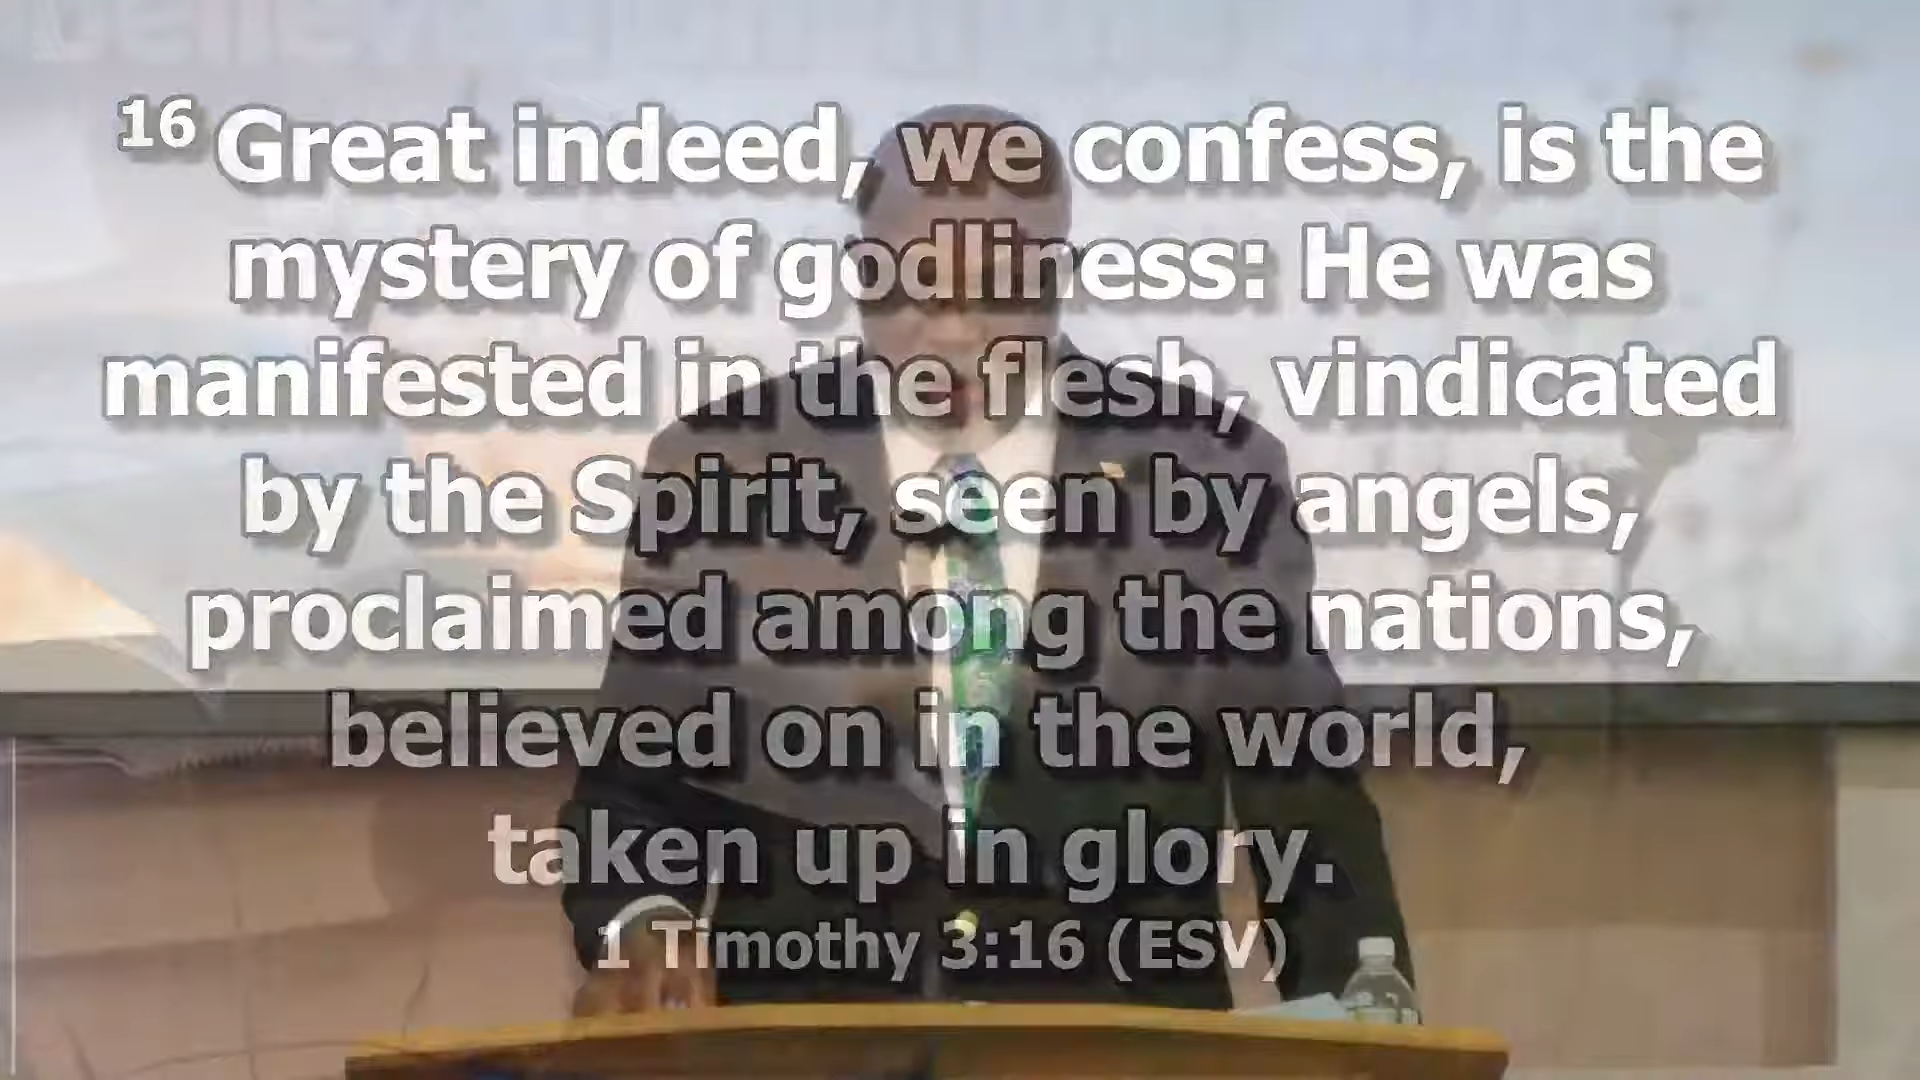 16 Great indeed, we confess, is the
mystery of godliness: He was
manifested in the flesh, vindicated
by the Spirit, seen by angels,
proclaimed among the nations,
believed on in the world,
taken up in glory.
1 Timothy 3:16 (ESV)